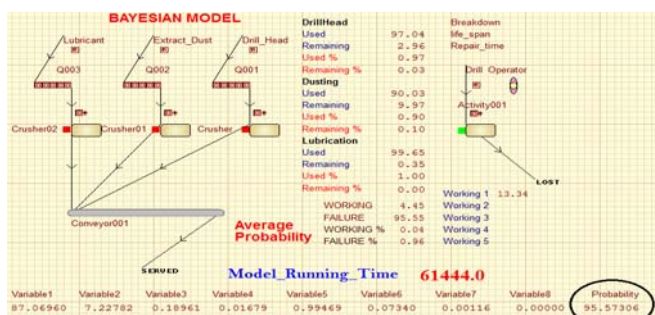 BAYESIAN MODEL
Lubricant Extract_Dust Drill_Head
Q003 Q002 Q001
Crusher02 Crusher01 Crusher
Conveyor001
SERVED
DrillHead
Used 97.04
Remaining 2.96
Used % 0.97
Remaining % 0.03
Dusting
Used 90.03
Remaining 9.97
Used % 0.90
Remaining % 0.10
Lubrication
Used 99.65
Remaining 0.35
Used % 1.00
Remaining % 0.00
Average Probability
WORKING 4.45
FAILURE 95.55
WORKING % 0.04
FAILURE % 0.96
Breakdown
life_span
Repair_time
Drill Operator
Activity001
LOST
Working 1 13.34
Working 2
Working 3
Working 4
Working 5
Model_Running_Time 61444.0
Variable1 Variable2 Variable3 Variable4 Variable5 Variable6 Variable7 Variable8 Probability
87.06960 7.22782 0.18961 0.01679 0.99469 0.07340 0.00116 0.00000 95.57306